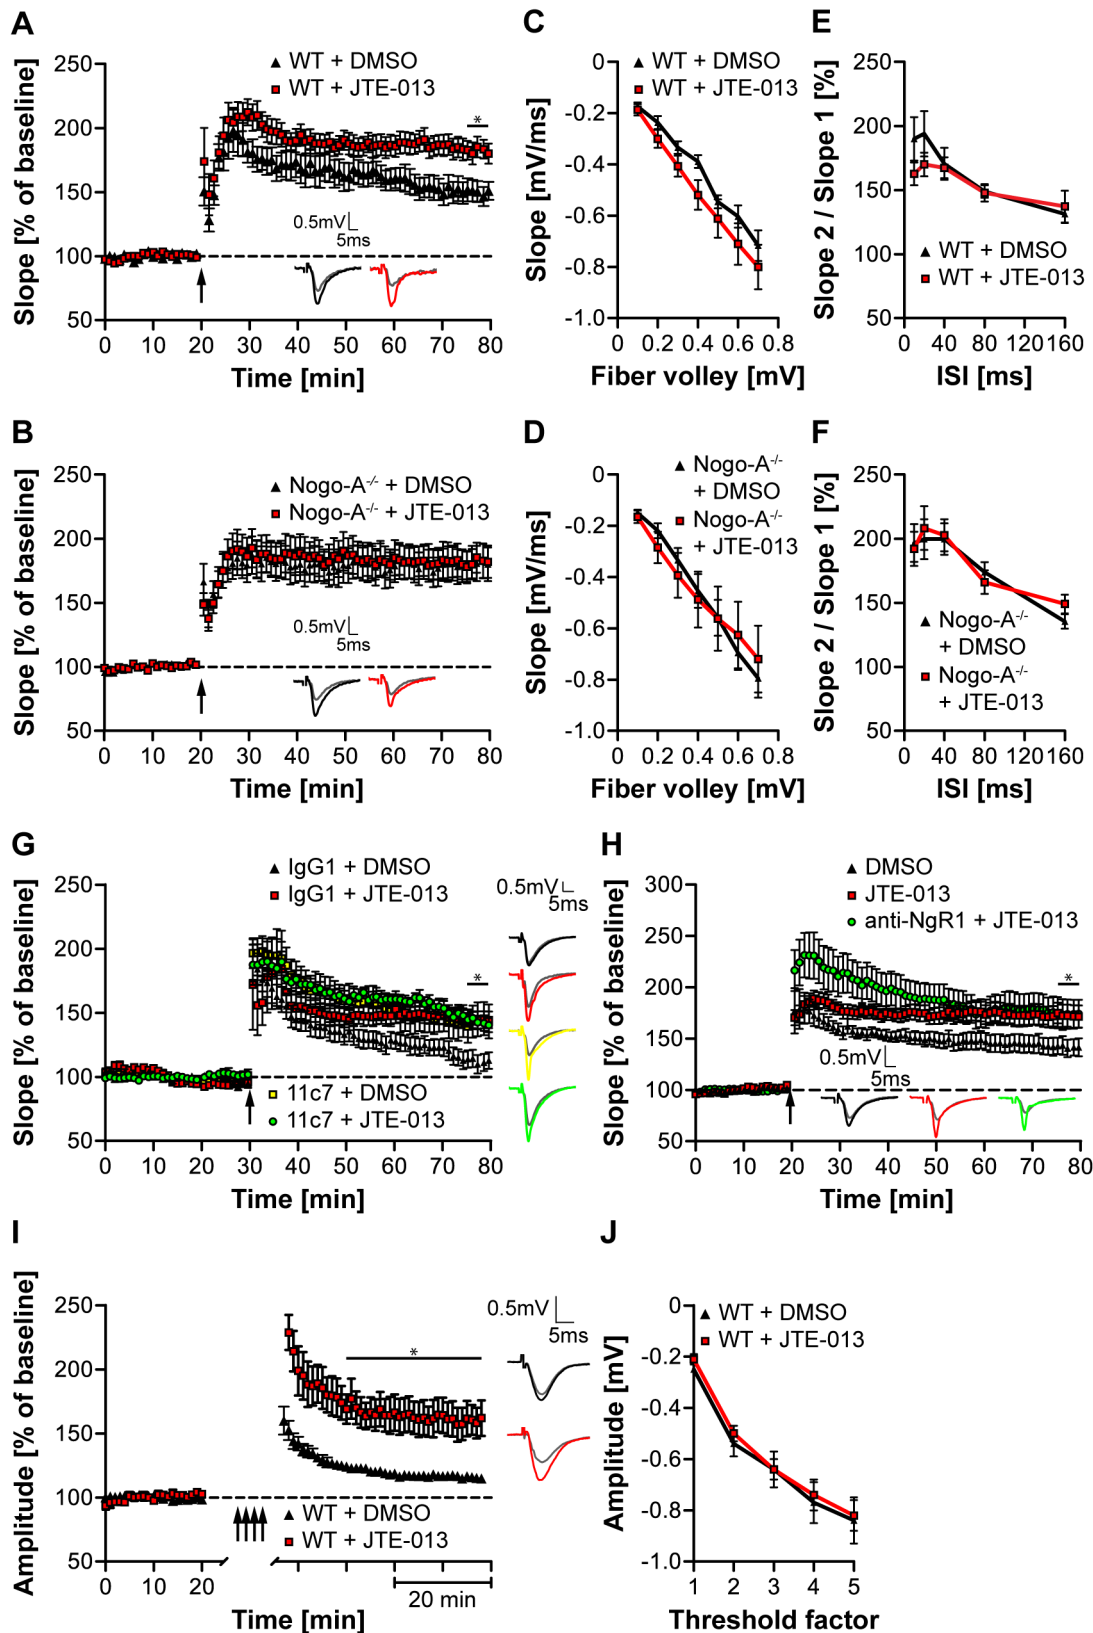 A
WT + DMSO
WT + JTE-013
Slope [% of baseline]
250
200
150
100
50
*
0.5mV
5ms
0 10 20 30 40 50 60 70 80
Time [min]
C
WT + DMSO
WT + JTE-013
Slope [mV/ms]
0
-0.2
-0.4
-0.6
-0.8
-1.0
0.2 0.4 0.6 0.8
Fiber volley [mV]
E
Slope 2 / Slope 1 [%]
250
200
150
100
50
WT + DMSO
WT + JTE-013
0 40 80 120 160
ISI [ms]
B
Nogo-A-/- + DMSO
Nogo-A-/- + JTE-013
Slope [% of baseline]
250
200
150
100
50
0.5mV
5ms
0 10 20 30 40 50 60 70 80
Time [min]
D
Nogo-A-/-
+ DMSO
Nogo-A-/-
+ JTE-013
Slope [mV/ms]
0
-0.2
-0.4
-0.6
-0.8
-1.0
0.2 0.4 0.6 0.8
Fiber volley [mV]
F
Slope 2 / Slope 1 [%]
250
200
150
100
50
Nogo-A-/-
+ DMSO
Nogo-A-/-
+ JTE-013
0 40 80 120 160
ISI [ms]
G
IgG1 + DMSO
IgG1 + JTE-013
Slope [% of baseline]
250
200
150
100
50
*
11c7 + DMSO
11c7 + JTE-013
0.5mV
5ms
0 10 20 30 40 50 60 70 80
Time [min]
H
DMSO
JTE-013
anti-NgR1 + JTE-013
Slope [% of baseline]
300
250
200
150
100
50
*
0.5mV
5ms
0 10 20 30 40 50 60 70 80
Time [min]
I
Amplitude [% of baseline]
250
200
150
100
50
*
0.5mV
5ms
WT + DMSO
WT + JTE-013
0 10 20
20 min
Time [min]
J
WT + DMSO
WT + JTE-013
Amplitude [mV]
0
-0.2
-0.4
-0.6
-0.8
-1.0
1 2 3 4 5
Threshold factor